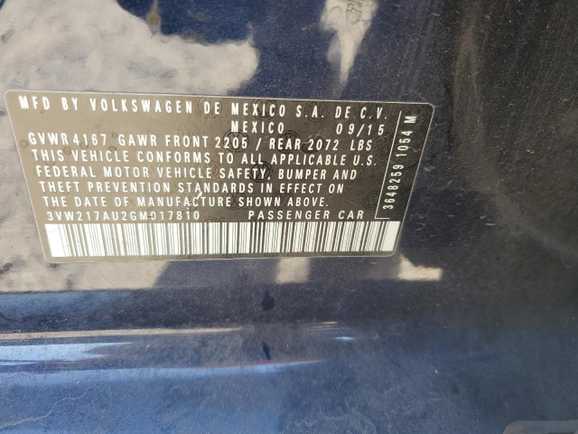 MFD BY VOLKSWAGEN DE MEXICO S.A. DE C.V.
MEXICO 09/15
GVWR 4167 GAWR FRONT 2205 / REAR 2072 LBS
THIS VEHICLE CONFORMS TO ALL APPLICABLE U.S.
FEDERAL MOTOR VEHICLE SAFETY, BUMPER AND
THEFT PREVENTION STANDARDS IN EFFECT ON
THE DATE OF MANUFACTURE SHOWN ABOVE.
3VW217AU2GM017810 PASSENGER CAR
3648259 1054 M